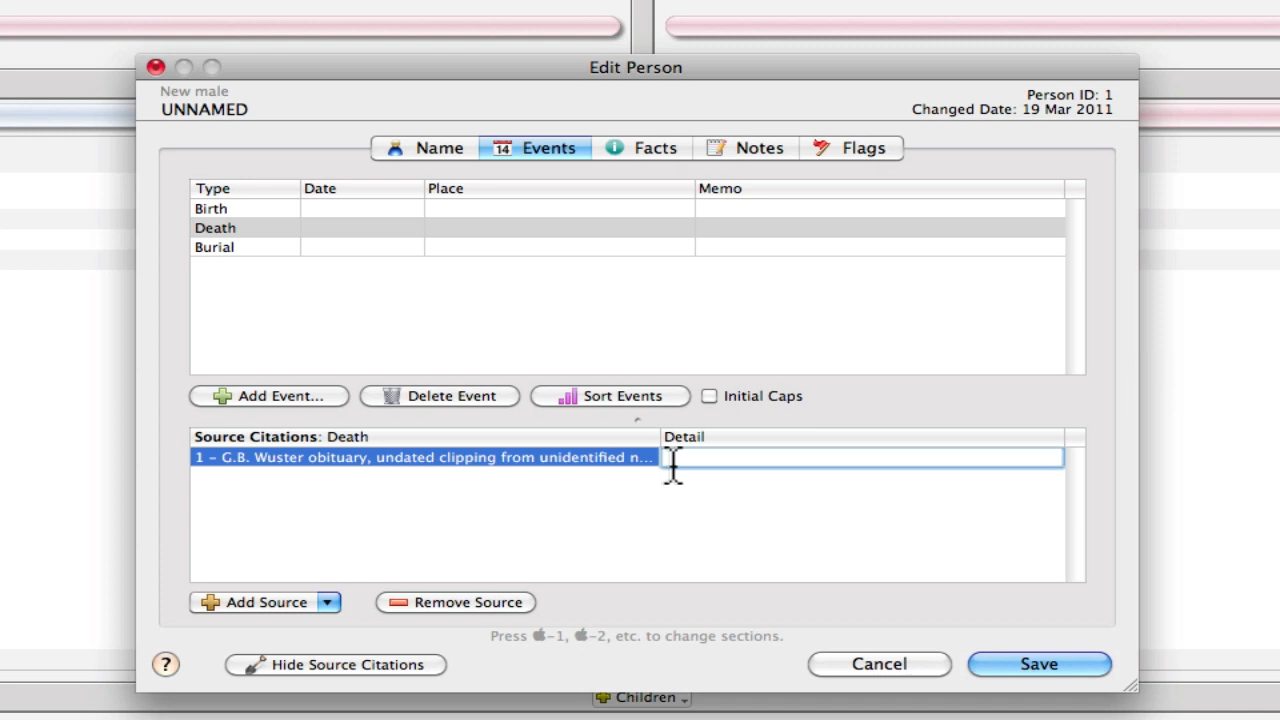 Edit Person
New male
UNNAMED
Person ID: 1
Changed Date: 19 Mar 2011
Name 14 Events Facts Notes Flags
Type Date Place Memo
Birth
Death
Burial
Add Event... Delete Event Sort Events Initial Caps
Source Citations: Death Detail
1 – G.B. Wuster obituary, undated clipping from unidentified n...
Add Source Remove Source
Press -1, -2, etc. to change sections.
? Hide Source Citations Cancel Save
Children